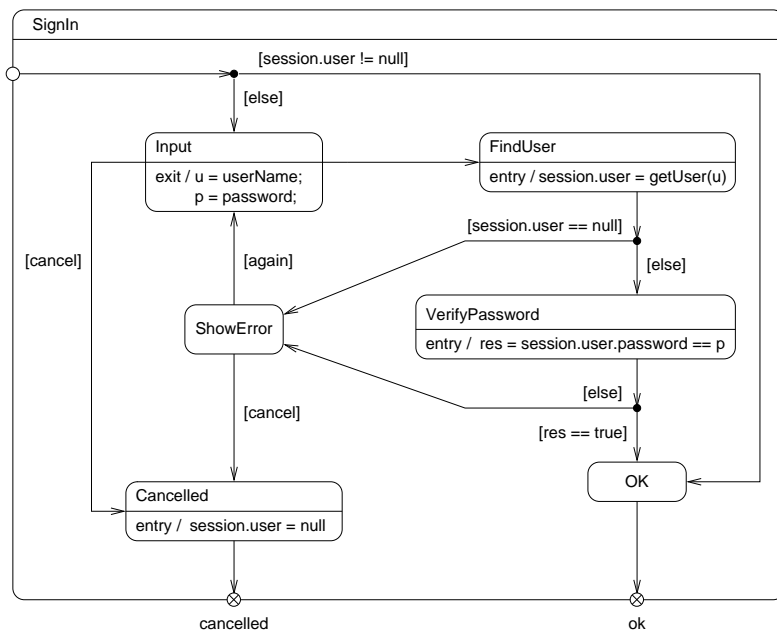 SignIn
[session.user != null]
[else]
Input
exit / u = userName;
p = password;
FindUser
entry / session.user = getUser(u)
[session.user == null]
[cancel]
[again]
[else]
VerifyPassword
entry / res = session.user.password == p
ShowError
[else]
[cancel]
[res == true]
OK
Cancelled
entry / session.user = null
cancelled
ok